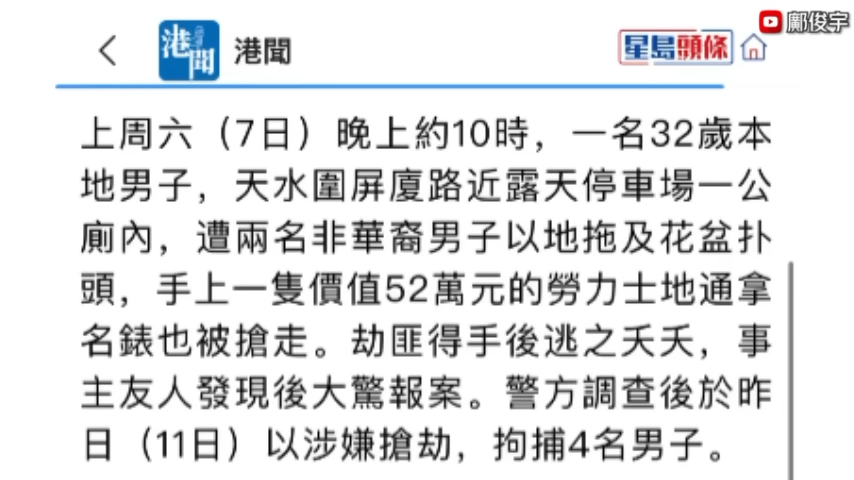 鄺俊宇
港聞
港聞
星島頭條
上周六（7日）晚上約10時，一名32歲本
地男子，天水圍屏廈路近露天停車場一公
廁內，遭兩名非華裔男子以地拖及花盆扑
頭，手上一隻價值52萬元的勞力士地通拿
名錶也被搶走。劫匪得手後逃之夭夭，事
主友人發現後大驚報案。警方調查後於昨
日（11日）以涉嫌搶劫，拘捕4名男子。